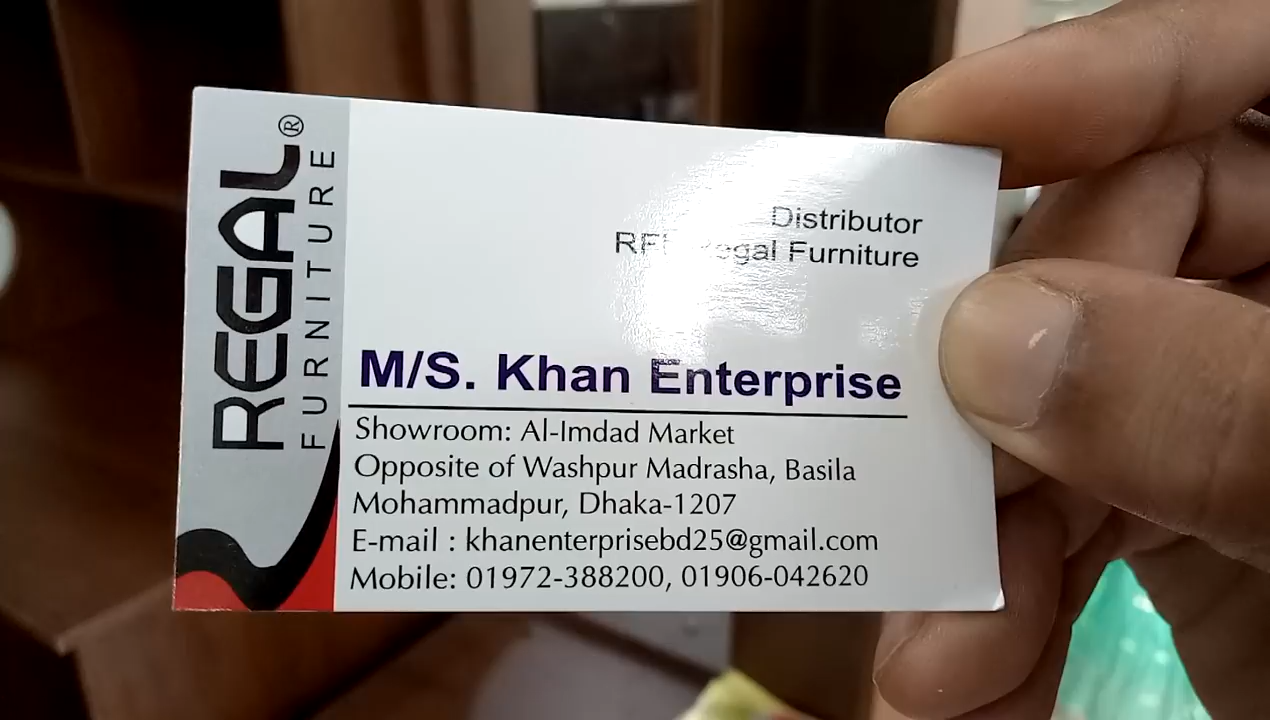 REGAL®
FURNITURE
Distributor
Furniture
M/S. Khan Enterprise
Showroom: Al-Imdad Market
Opposite of Washpur Madrasha, Basila
Mohammadpur, Dhaka-1207
E-mail : khanenterprisebd25@gmail.com
Mobile: 01972-388200, 01906-042620